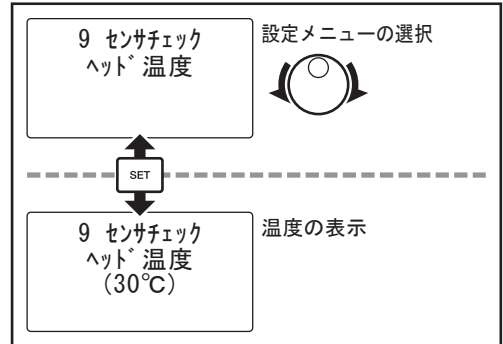 9 ｾﾝｻﾁｪｯｸ
ﾍｯﾄﾞ温度
設定メニューの選択
SET
9 ｾﾝｻﾁｪｯｸ
ﾍｯﾄﾞ温度
(30℃)
温度の表示